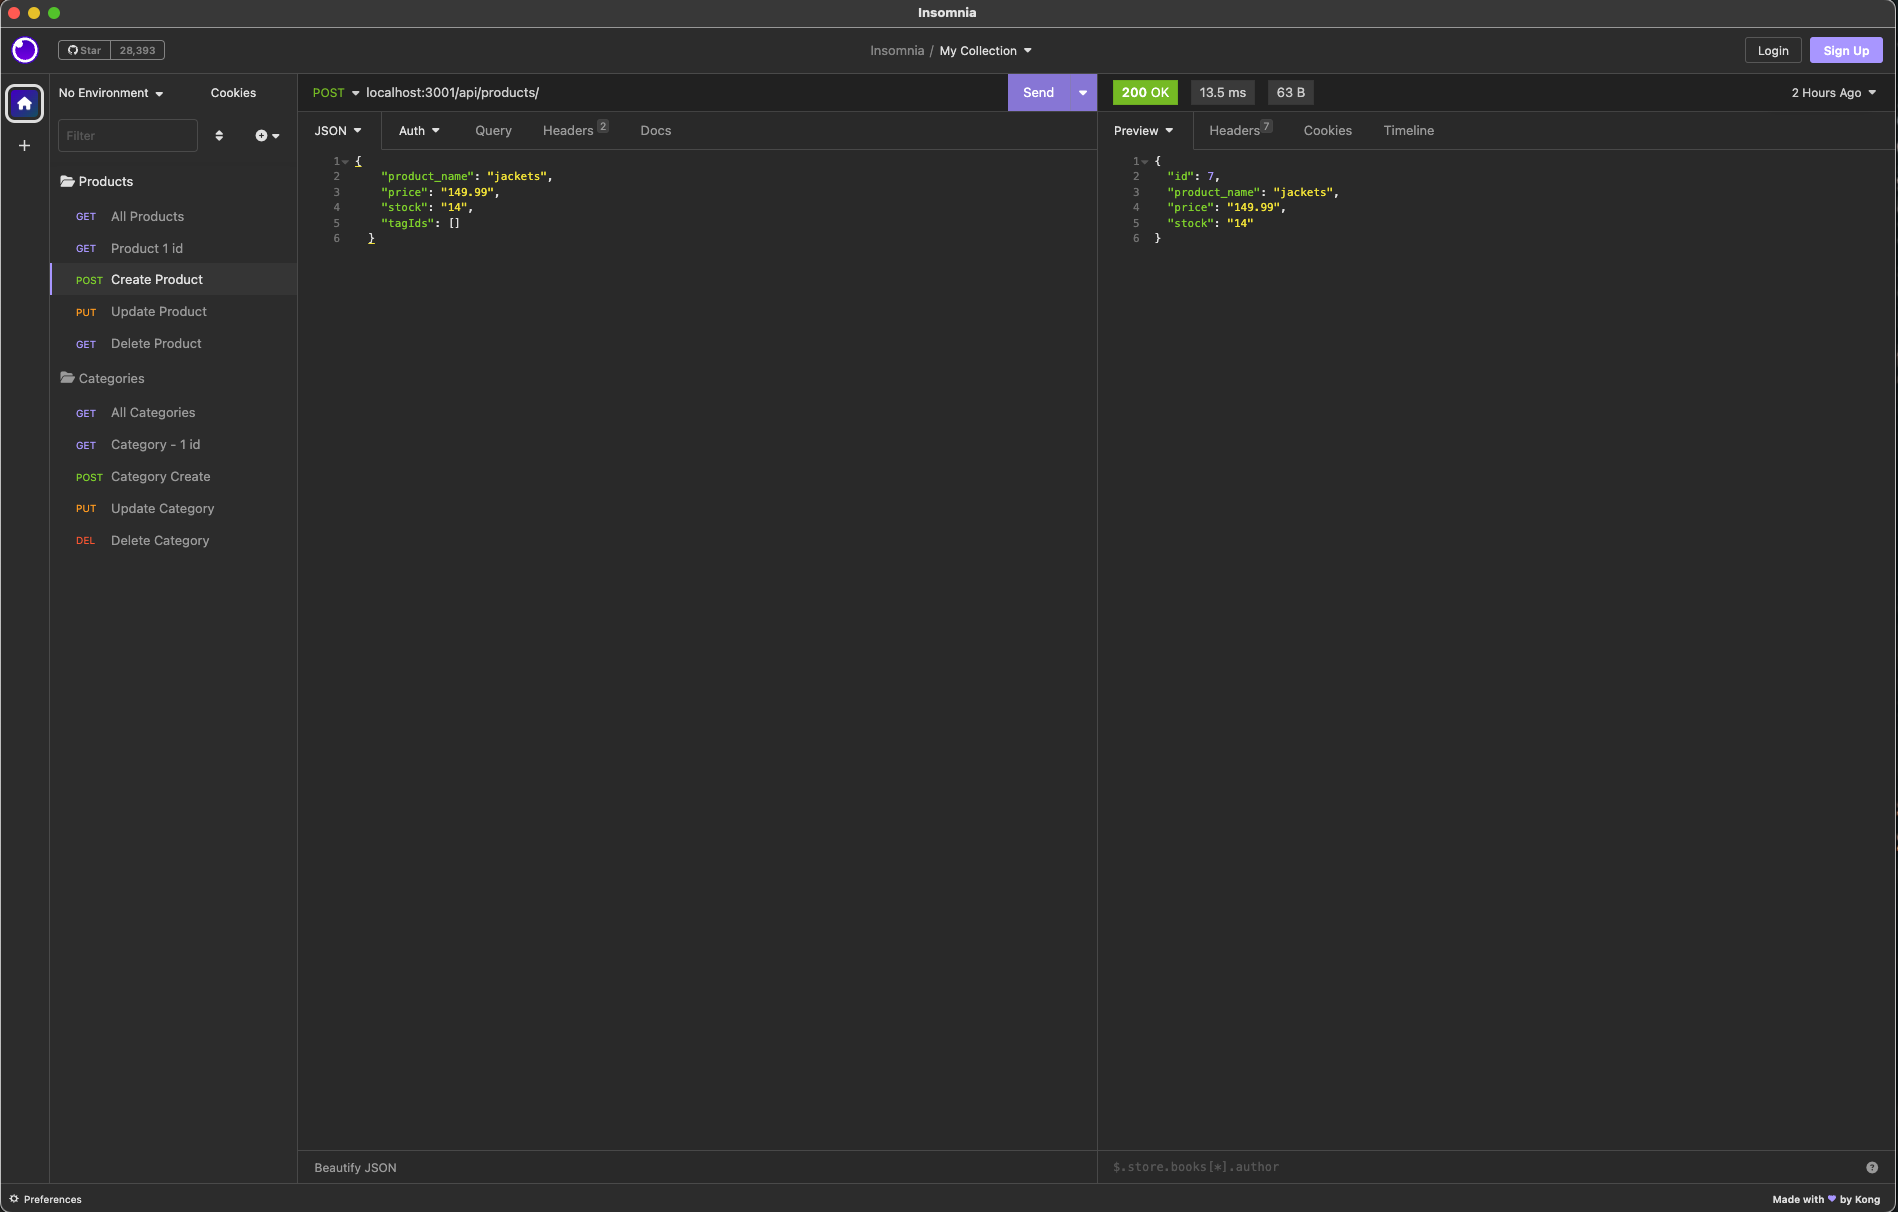 Insomnia
Star 28,393
Insomnia / My Collection
Login Sign Up
No Environment Cookies
Filter
Products
GET All Products
GET Product 1 id
POST Create Product
PUT Update Product
GET Delete Product
Categories
GET All Categories
GET Category - 1 id
POST Category Create
PUT Update Category
DEL Delete Category
POST localhost:3001/api/products/ Send
JSON Auth Query Headers 2 Docs
1 {
2 "product_name": "jackets",
3 "price": "149.99",
4 "stock": "14",
5 "tagIds": []
6 }
Beautify JSON
200 OK 13.5 ms 63 B 2 Hours Ago
Preview Headers 7 Cookies Timeline
1 {
2 "id": 7,
3 "product_name": "jackets",
4 "price": "149.99",
5 "stock": "14"
6 }
$.store.books[*].author ?
Preferences
Made with ♥ by Kong